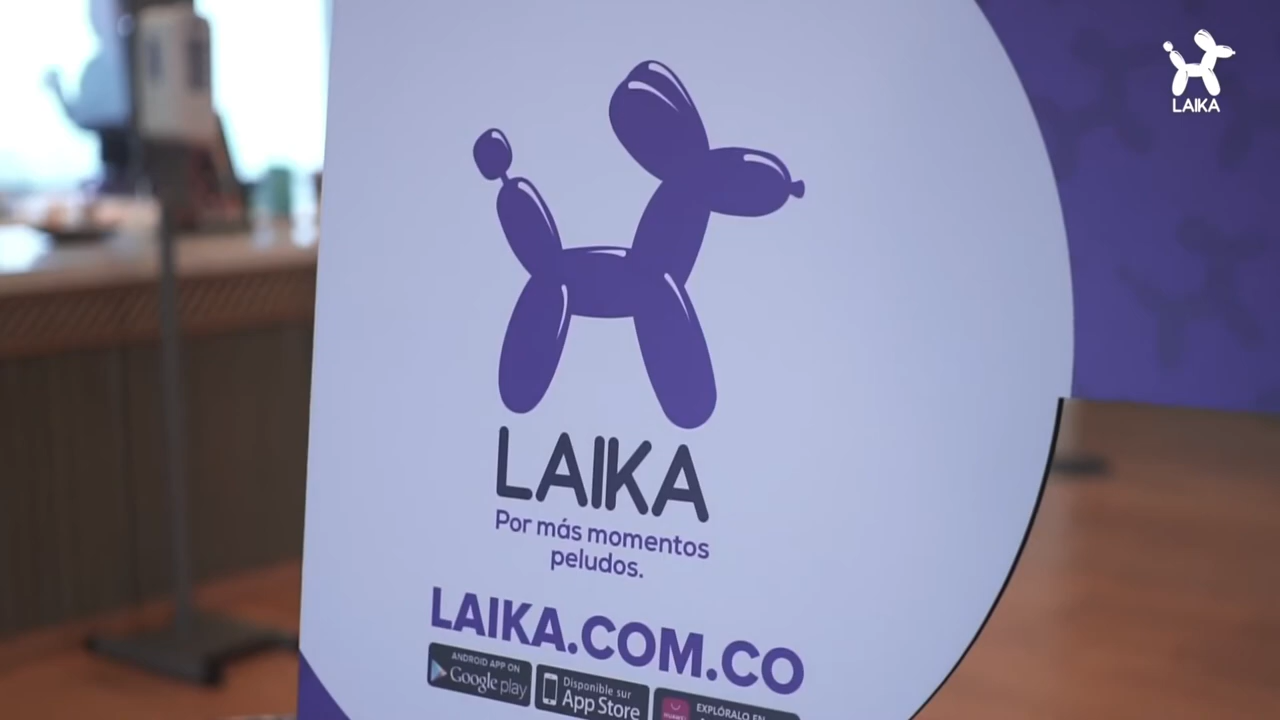 LAIKA
LAIKA
Por más momentos
peludos.
LAIKA.COM.CO
ANDROID APP ON
Google play
Disponible sur
App Store
EXPLÓRALO EN